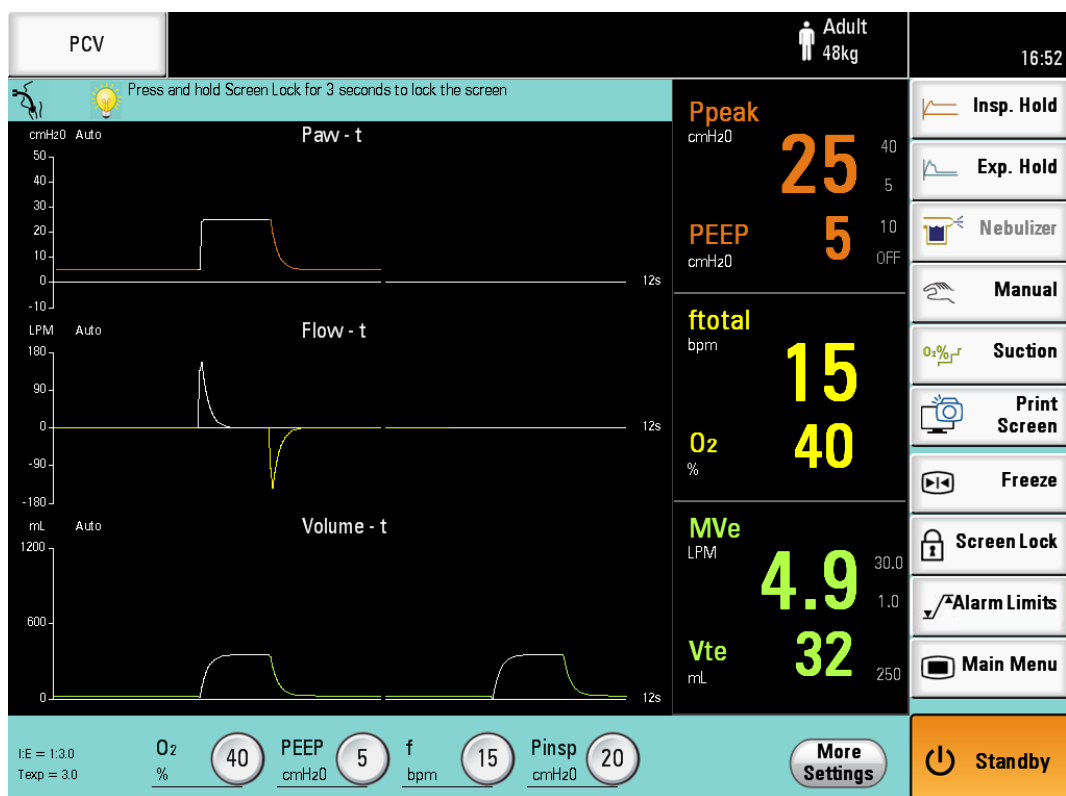 PCV
Adult
48kg
16:52
Press and hold Screen Lock for 3 seconds to lock the screen
cmH2O Auto Paw - t
50
40
30
20
10
0
-10
12s
LPM Auto Flow - t
180
90
0
-90
-180
12s
mL Auto Volume - t
1200
600
0
12s
Ppeak
cmH2O
25
40
5
PEEP
cmH2O
5
10
OFF
ftotal
bpm
15
O2
%
40
MVe
LPM
4.9
30.0
1.0
Vte
mL
32
250
Insp. Hold
Exp. Hold
Nebulizer
Manual
O2% Suction
Print
Screen
Freeze
Screen Lock
Alarm Limits
Main Menu
I:E = 1:3.0
Texp = 3.0
O2
%
40
PEEP
cmH2O
5
f
bpm
15
Pinsp
cmH2O
20
More
Settings
Standby